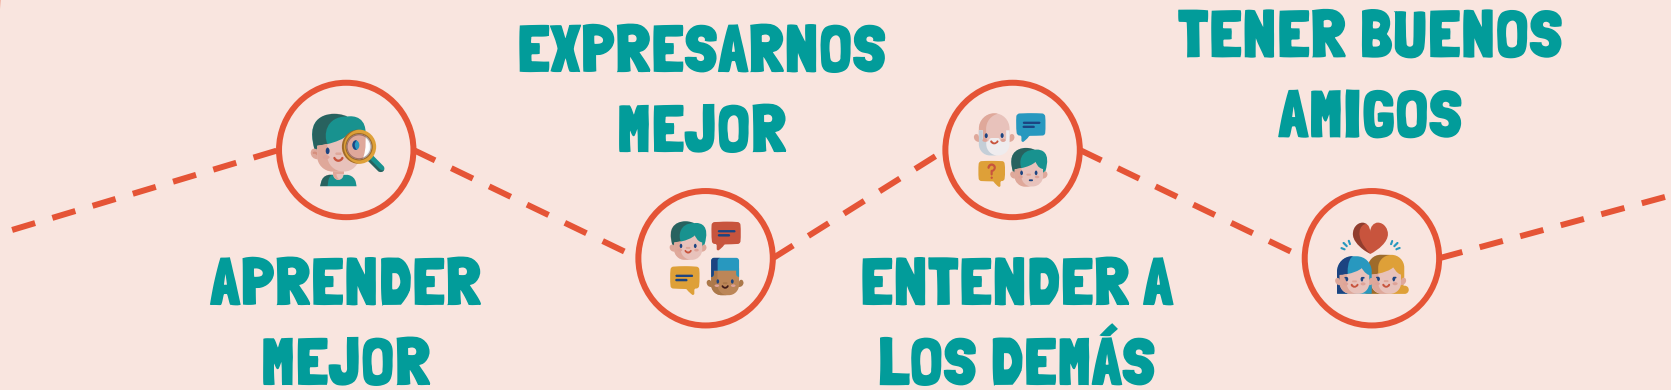 APRENDER
MEJOR
EXPRESARNOS
MEJOR
ENTENDER A
LOS DEMÁS
TENER BUENOS
AMIGOS
?